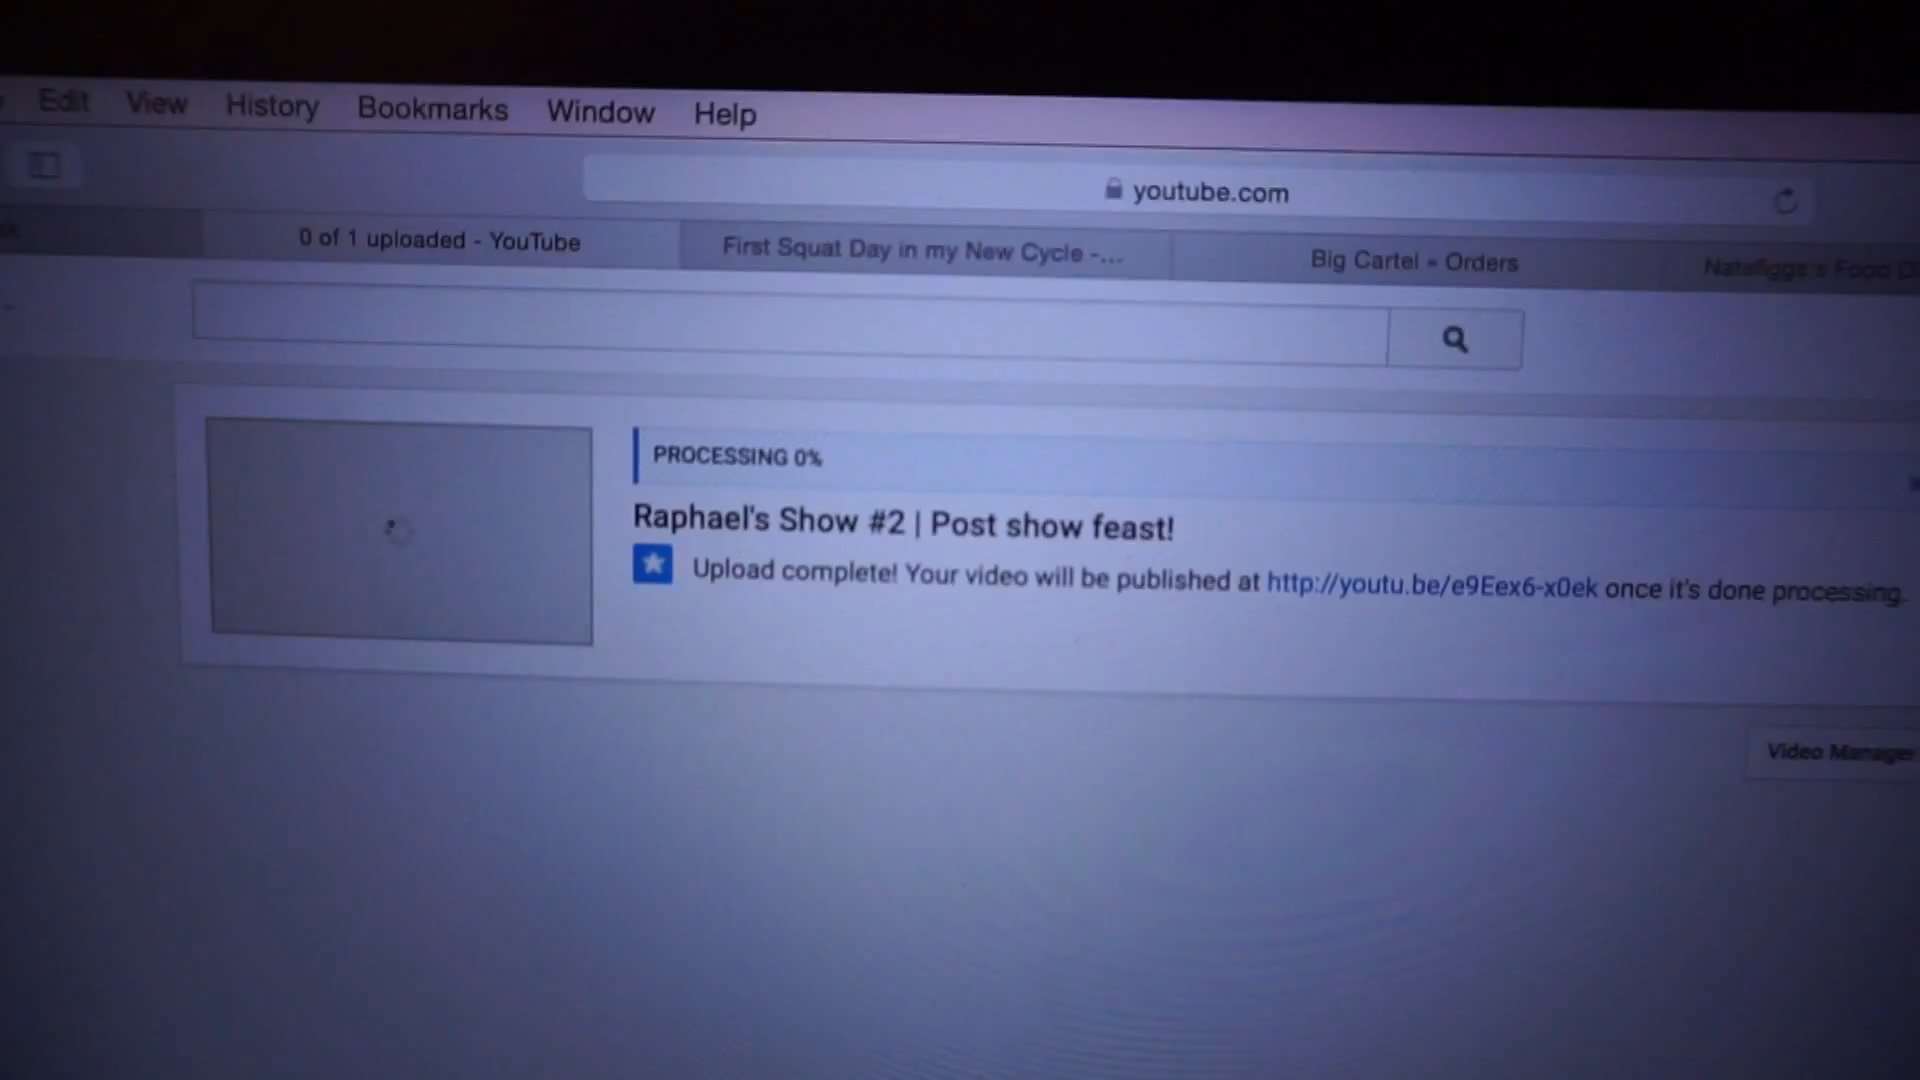 Edit View History Bookmarks Window Help
youtube.com
0 of 1 uploaded - YouTube
First Squat Day in my New Cycle -...
Big Cartel » Orders
Food
PROCESSING 0%
Raphael's Show #2 | Post show feast!
Upload complete! Your video will be published at http://youtu.be/e9Eex6-x0ek once it's done processing.
Video Manager